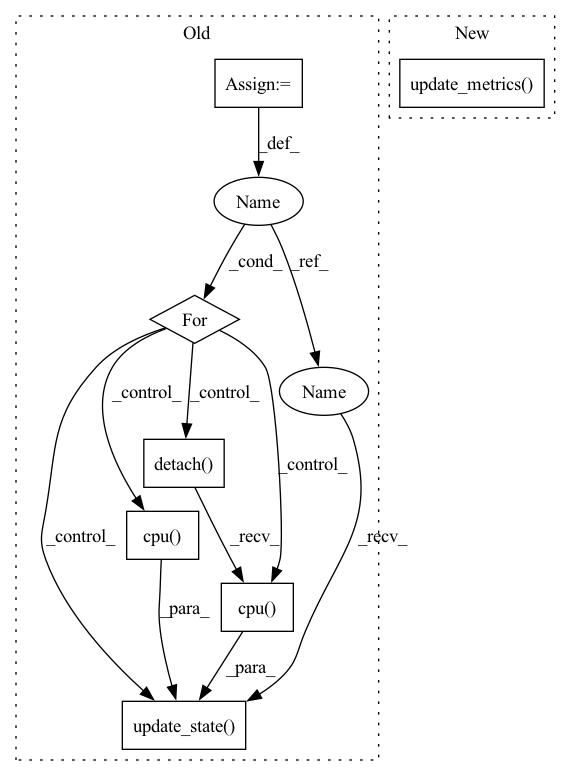 Old
New
Assign:=
update_metrics()
_def_
Name
_cond_
_ref_
For
Name
_control_
_control_
detach()
_control_
cpu()
_control_
_recv_
_recv_
_para_
cpu()
_para_
update_state()